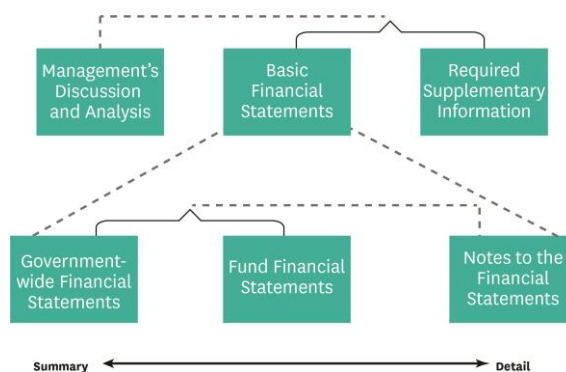 Management's
Discussion
and Analysis
Basic
Financial
Statements
Required
Supplementary
Information
Government-
wide Financial
Statements
Fund Financial
Statements
Notes to the
Financial
Statements
Summary
Detail